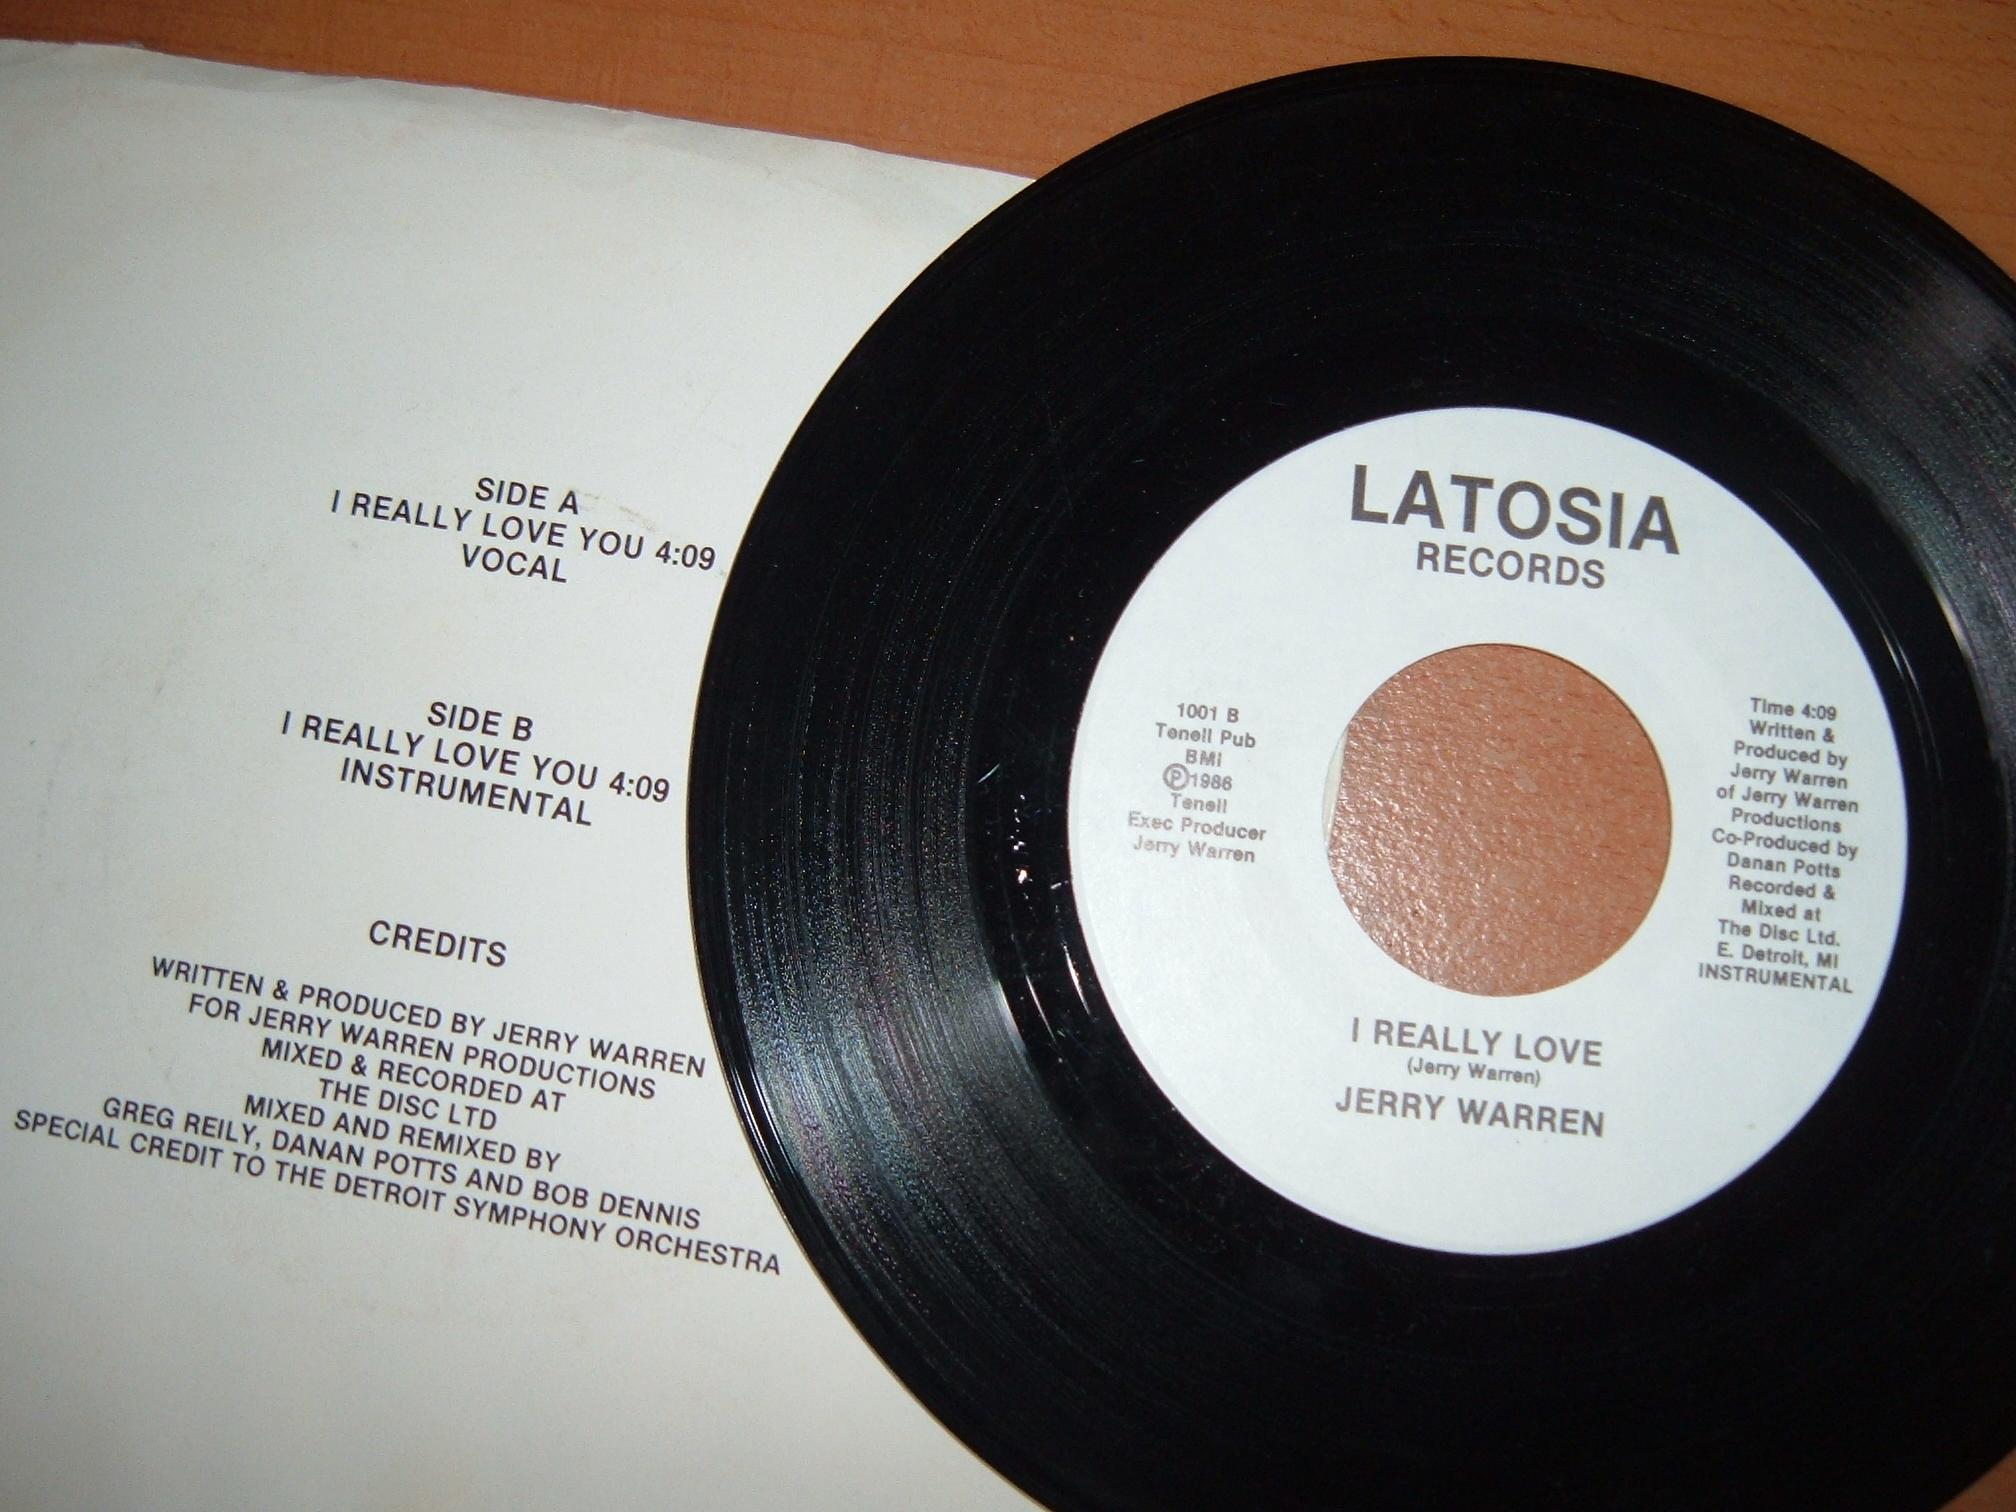 SIDE A
I REALLY LOVE YOU 4:09
VOCAL
SIDE B
I REALLY LOVE YOU 4:09
INSTRUMENTAL
CREDITS
WRITTEN & PRODUCED BY JERRY WARREN
FOR JERRY WARREN PRODUCTIONS
MIXED & RECORDED AT
THE DISC LTD
MIXED AND REMIXED BY
GREG REILY, DANAN POTTS AND BOB DENNIS
SPECIAL CREDIT TO THE DETROIT SYMPHONY ORCHESTRA
LATOSIA
RECORDS
1001 B
Tenell Pub
BMI
℗1986
Tenell
Exec Producer
Jerry Warren
Time 4:09
Written &
Produced by
Jerry Warren
of Jerry Warren
Productions
Co-Produced by
Danan Potts
Recorded &
Mixed at
The Disc Ltd.
E. Detroit, MI
INSTRUMENTAL
I REALLY LOVE
(Jerry Warren)
JERRY WARREN